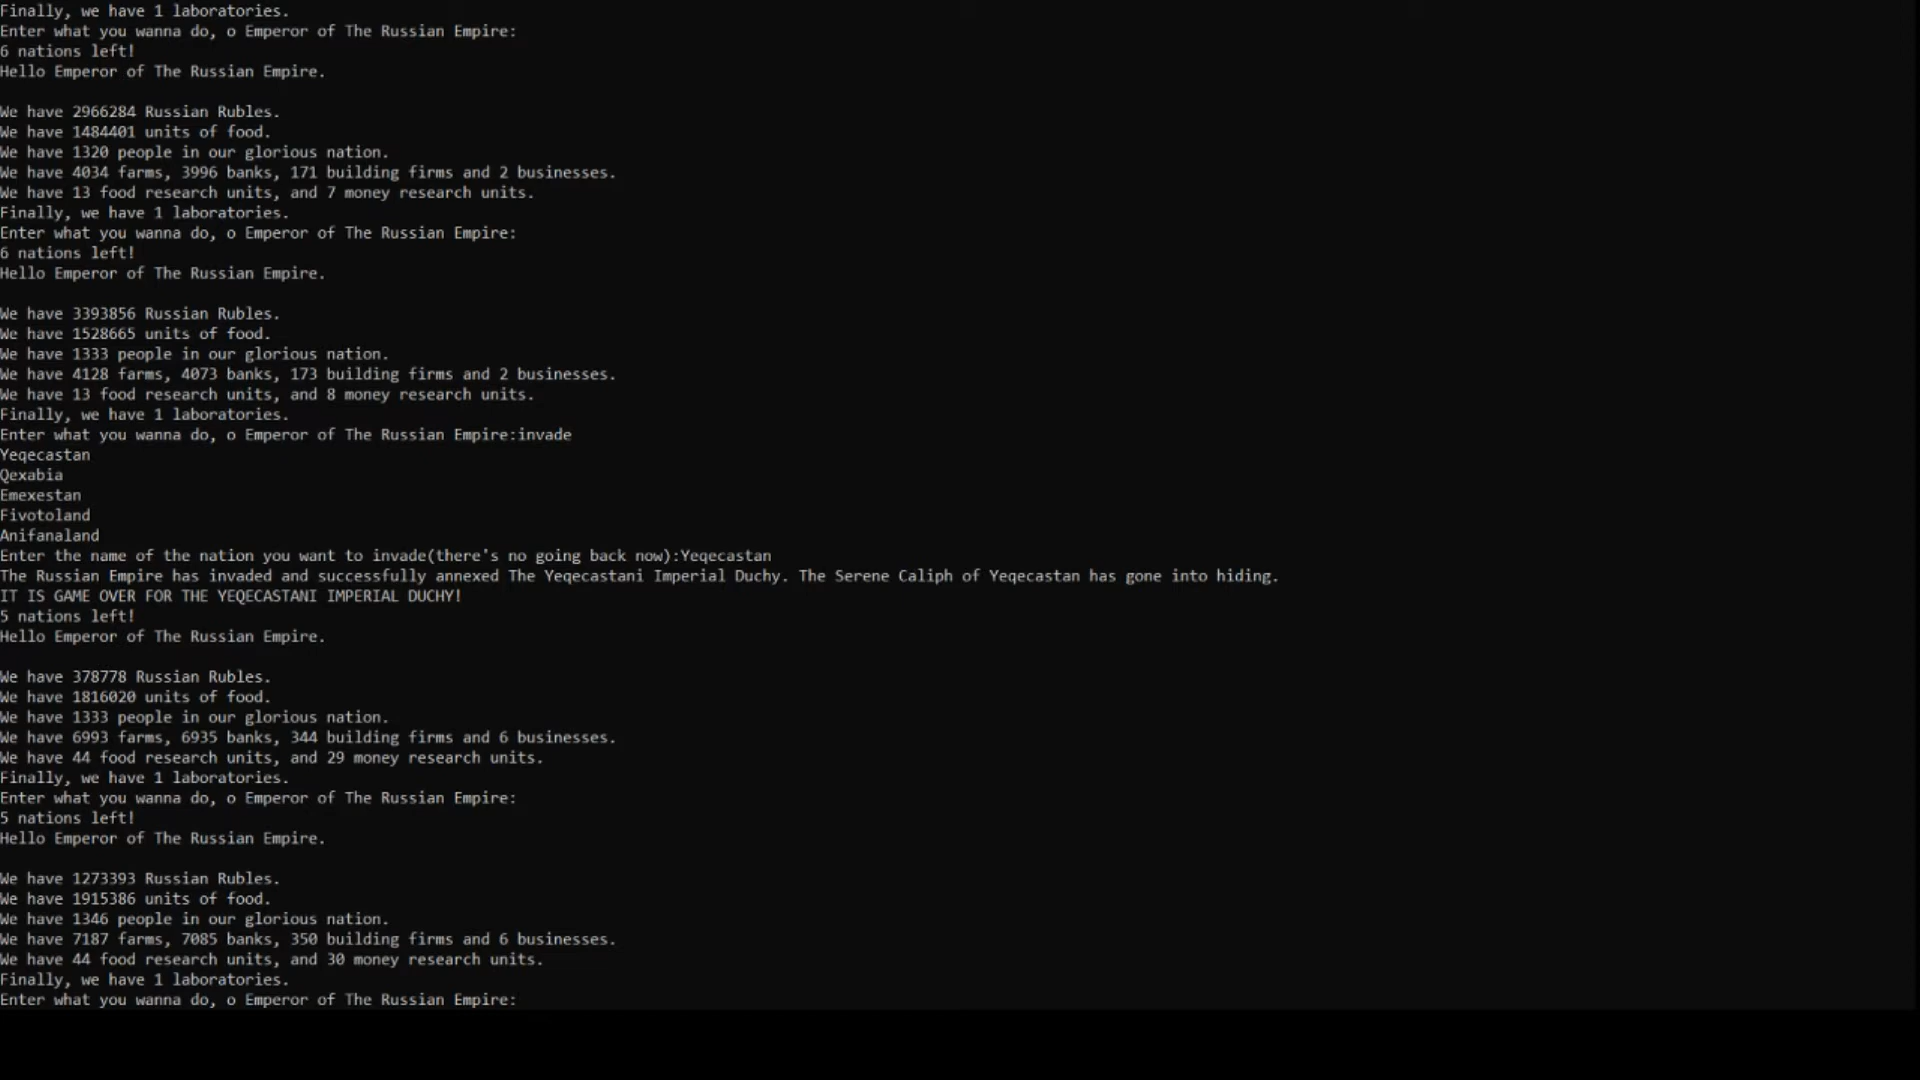 Finally, we have 1 laboratories.
Enter what you wanna do, o Emperor of The Russian Empire:
6 nations left!
Hello Emperor of The Russian Empire.
We have 2966284 Russian Rubles.
We have 1484401 units of food.
We have 1320 people in our glorious nation.
We have 4034 farms, 3996 banks, 171 building firms and 2 businesses.
We have 13 food research units, and 7 money research units.
Finally, we have 1 laboratories.
Enter what you wanna do, o Emperor of The Russian Empire:
6 nations left!
Hello Emperor of The Russian Empire.
We have 3393856 Russian Rubles.
We have 1528665 units of food.
We have 1333 people in our glorious nation.
We have 4128 farms, 4073 banks, 173 building firms and 2 businesses.
We have 13 food research units, and 8 money research units.
Finally, we have 1 laboratories.
Enter what you wanna do, o Emperor of The Russian Empire:invade
Yeqecastan
Qexabia
Emexestan
Fivotoland
Anifanaland
Enter the name of the nation you want to invade(there's no going back now):Yeqecastan
The Russian Empire has invaded and successfully annexed The Yeqecastani Imperial Duchy. The Serene Caliph of Yeqecastan has gone into hiding.
IT IS GAME OVER FOR THE YEQECASTANI IMPERIAL DUCHY!
5 nations left!
Hello Emperor of The Russian Empire.
We have 378778 Russian Rubles.
We have 1816020 units of food.
We have 1333 people in our glorious nation.
We have 6993 farms, 6935 banks, 344 building firms and 6 businesses.
We have 44 food research units, and 29 money research units.
Finally, we have 1 laboratories.
Enter what you wanna do, o Emperor of The Russian Empire:
5 nations left!
Hello Emperor of The Russian Empire.
We have 1273393 Russian Rubles.
We have 1915386 units of food.
We have 1346 people in our glorious nation.
We have 7187 farms, 7085 banks, 350 building firms and 6 businesses.
We have 44 food research units, and 30 money research units.
Finally, we have 1 laboratories.
Enter what you wanna do, o Emperor of The Russian Empire: